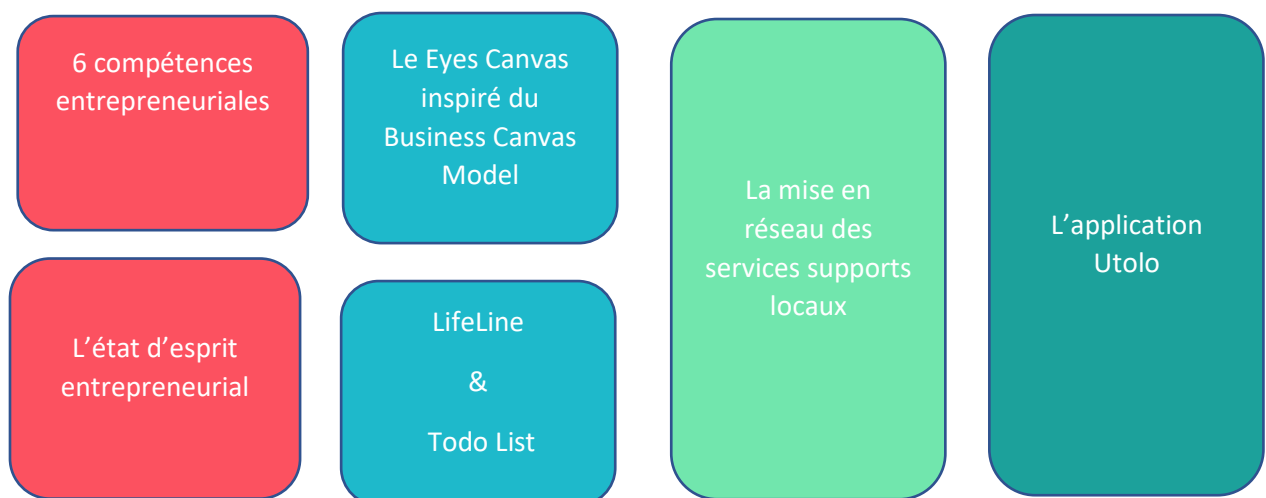 6 compétences
entrepreneuriales
L’état d’esprit
entrepreneurial
Le Eyes Canvas
inspiré du
Business Canvas
Model
LifeLine
&
Todo List
La mise en
réseau des
services supports
locaux
L’application
Utolo